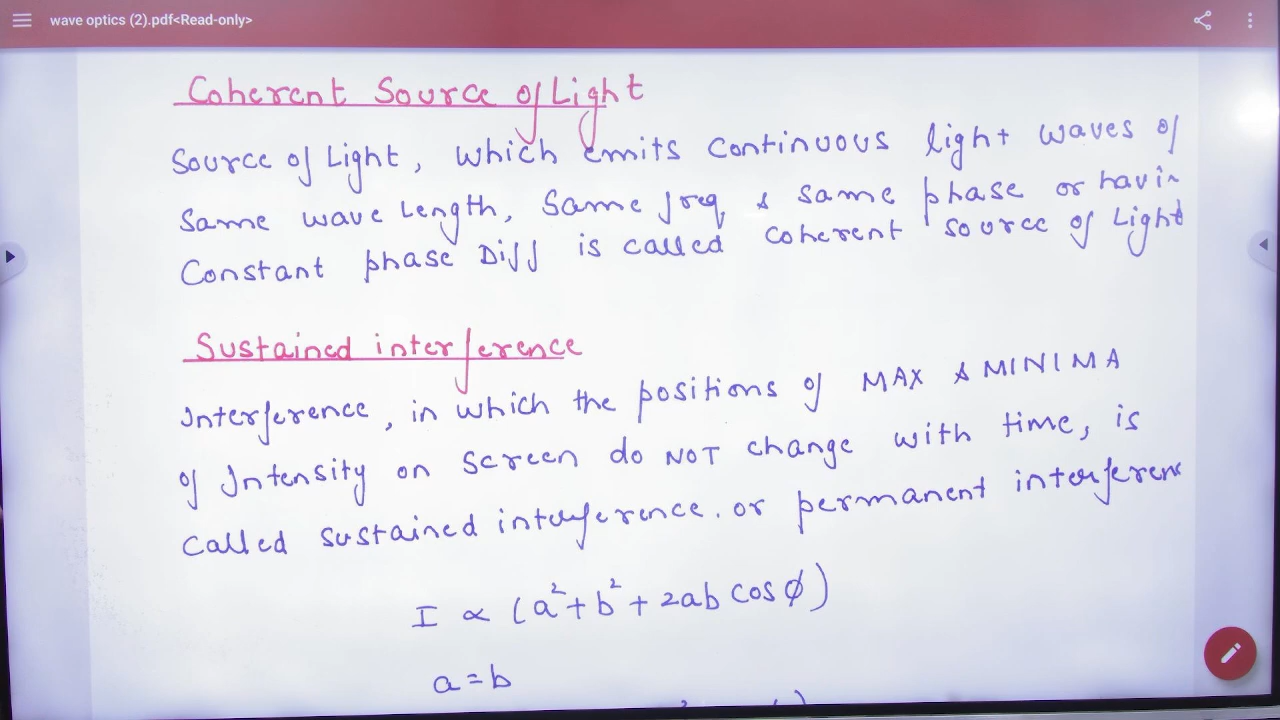 wave optics (2).pdf<Read-only>
Coherent Source of Light
Source of Light, which emits continuous light waves of
same wave Length, same freq & same phase or havin
Constant phase Diff is called coherent source of Light
Sustained interference
Interference, in which the positions of MAX & MINIMA
of Intensity on screen do NOT change with time, is
called sustained interference. or permanent interferenc
I ∝ (a²+b²+2ab cos ϕ)
a=b